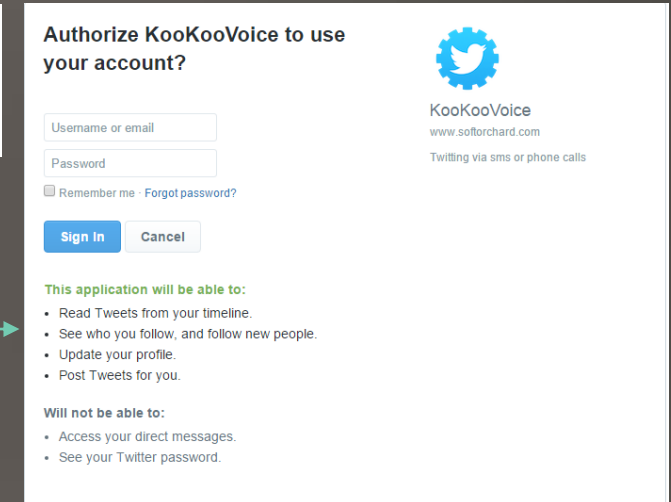 Authorize KooKooVoice to use
your account?
Username or email
Password
Remember me · Forgot password?
Sign In Cancel
This application will be able to:
• Read Tweets from your timeline.
• See who you follow, and follow new people.
• Update your profile.
• Post Tweets for you.
Will not be able to:
• Access your direct messages.
• See your Twitter password.
KooKooVoice
www.softorchard.com
Twitting via sms or phone calls